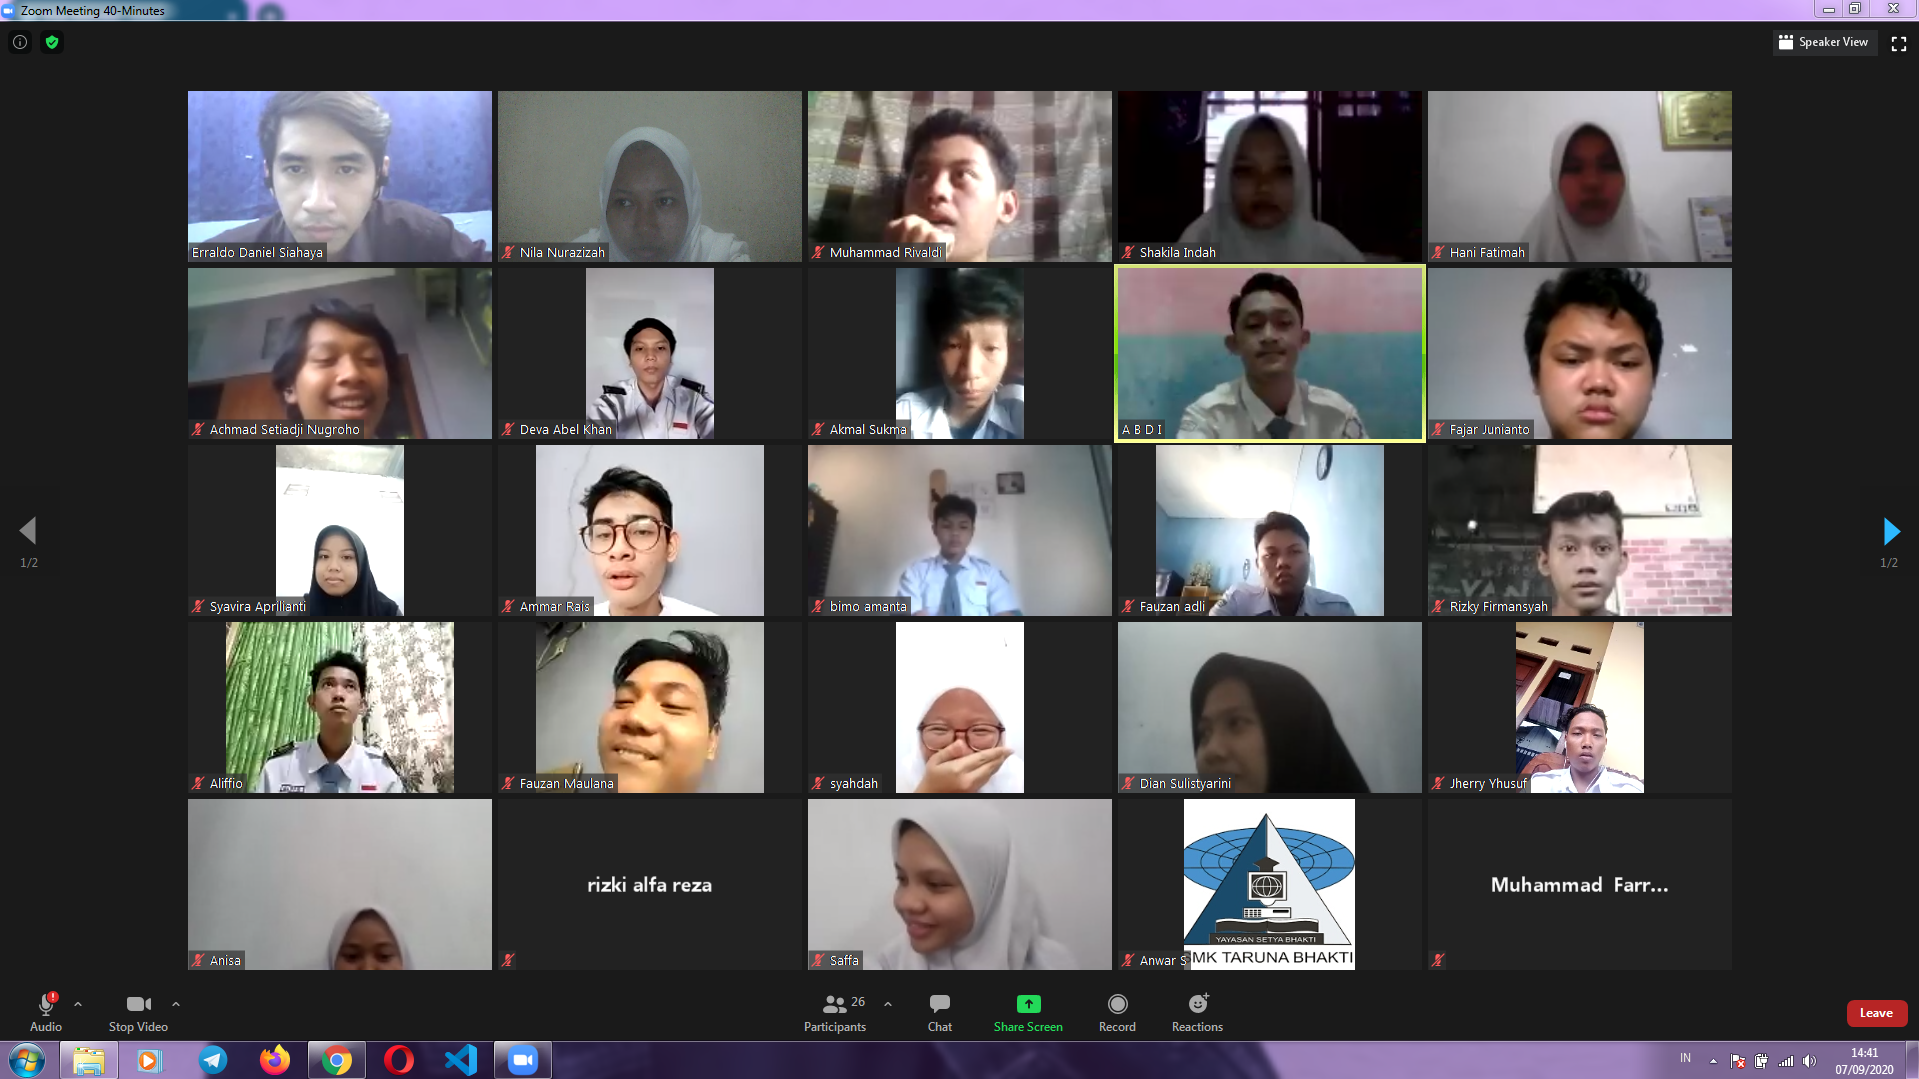 Zoom Meeting 40-Minutes
Speaker View
Erraldo Daniel Siahaya
Nila Nurazizah
Muhammad Rivaldi
Shakila Indah
Hani Fatimah
Achmad Setiadji Nugroho
Deva Abel Khan
Akmal Sukma
A B D I
Fajar Junianto
1/2
Syavira Aprilianti
Ammar Rais
bimo amanta
Fauzan adli
Rizky Firmansyah
1/2
Aliffio
Fauzan Maulana
syahdah
Dian Sulistyarini
Jherry Yhusuf
Anisa
rizki alfa reza
Saffa
YAYASAN SETYA BHAKTI
Anwar S
MK TARUNA BHAKTI
Muhammad Farr...
Audio
Stop Video
26
Participants
Chat
Share Screen
Record
Reactions
Leave
IN
14:41
07/09/2020